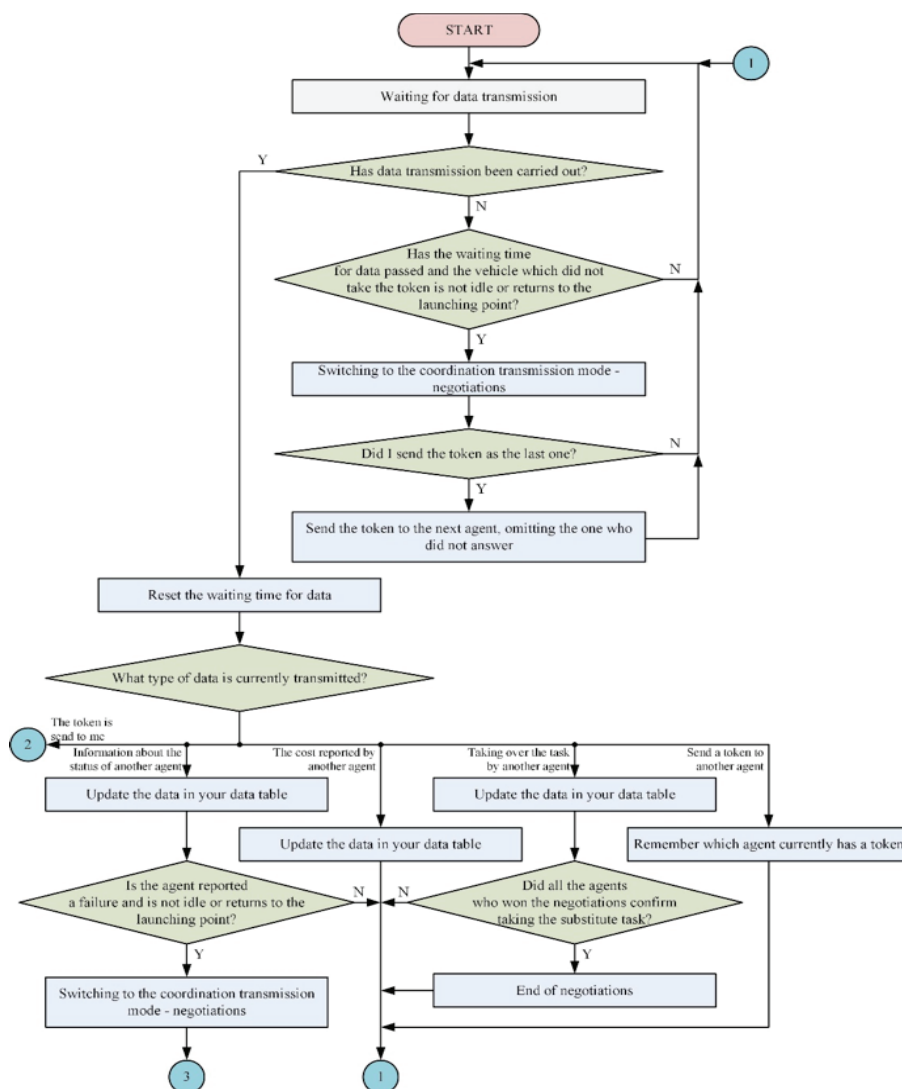 START
1
Waiting for data transmission
Y
Has data transmission been carried out?
N
Has the waiting time
for data passed and the vehicle which did not
take the token is not idle or returns to the
launching point?
N
Y
Switching to the coordination transmission mode -
negotiations
Did I send the token as the last one?
N
Y
Send the token to the next agent, omitting the one who
did not answer
Reset the waiting time for data
What type of data is currently transmitted?
2
The token is
send to me
Information about the
status of another agent
The cost reported by
another agent
Taking over the task
by another agent
Send a token to
another agent
Update the data in your data table
Update the data in your data table
Update the data in your data table
Remember which agent currently has a token
Is the agent reported
a failure and is not idle or returns to the
launching point?
N
Y
N
Did all the agents
who won the negotiations confirm
taking the substitute task?
Y
Switching to the coordination transmission
mode - negotiations
End of negotiations
3
1